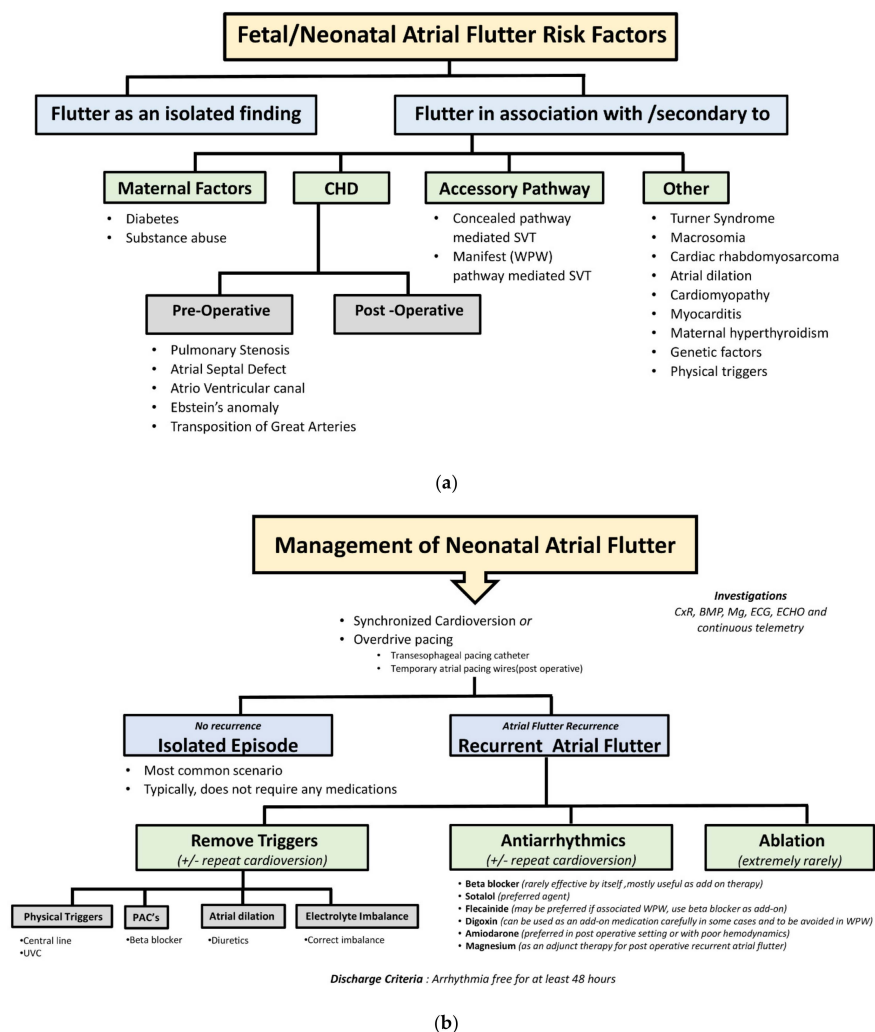 Fetal/Neonatal Atrial Flutter Risk Factors
Flutter as an isolated finding
Flutter in association with /secondary to
Maternal Factors
• Diabetes
• Substance abuse
CHD
Pre-Operative
• Pulmonary Stenosis
• Atrial Septal Defect
• Atrio Ventricular canal
• Ebstein's anomaly
• Transposition of Great Arteries
Post -Operative
Accessory Pathway
• Concealed pathway
mediated SVT
• Manifest (WPW)
pathway mediated SVT
Other
• Turner Syndrome
• Macrosomia
• Cardiac rhabdomyosarcoma
• Atrial dilation
• Cardiomyopathy
• Myocarditis
• Maternal hyperthyroidism
• Genetic factors
• Physical triggers
(a)
Management of Neonatal Atrial Flutter
Investigations
CxR, BMP, Mg, ECG, ECHO and
continuous telemetry
• Synchronized Cardioversion or
• Overdrive pacing
• Transesophageal pacing catheter
• Temporary atrial pacing wires(post operative)
No recurrence
Isolated Episode
• Most common scenario
• Typically, does not require any medications
Atrial Flutter Recurrence
Recurrent Atrial Flutter
Remove Triggers
(+/- repeat cardioversion)
Physical Triggers
•Central line
•UVC
PAC's
•Beta blocker
Atrial dilation
•Diuretics
Electrolyte Imbalance
•Correct imbalance
Antiarrhythmics
(+/- repeat cardioversion)
• Beta blocker (rarely effective by itself ,mostly useful as add on therapy)
• Sotalol (preferred agent)
• Flecainide (may be preferred if associated WPW, use beta blocker as add-on)
• Digoxin (can be used as an add-on medication carefully in some cases and to be avoided in WPW)
• Amiodarone (preferred in post operative setting or with poor hemodynamics)
• Magnesium (as an adjunct therapy for post operative recurrent atrial flutter)
Ablation
(extremely rarely)
Discharge Criteria : Arrhythmia free for at least 48 hours
(b)